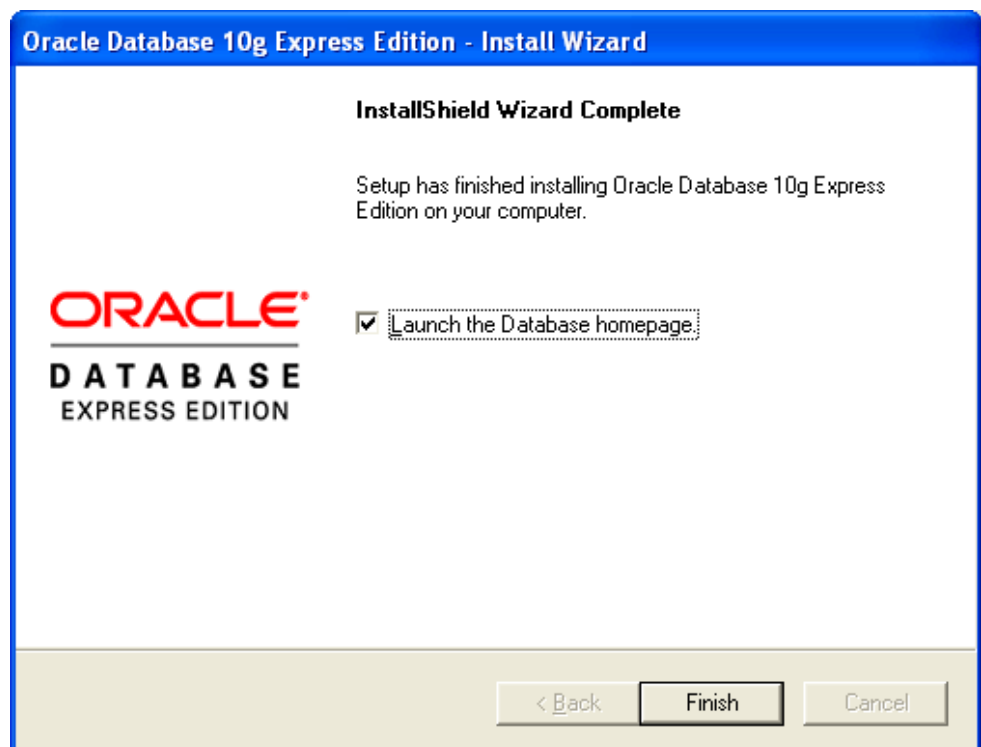 Oracle Database 10g Express Edition - Install Wizard
InstallShield Wizard Complete
Setup has finished installing Oracle Database 10g Express
Edition on your computer.
ORACLE®
DATABASE
EXPRESS EDITION
Launch the Database homepage.
< Back
Finish
Cancel